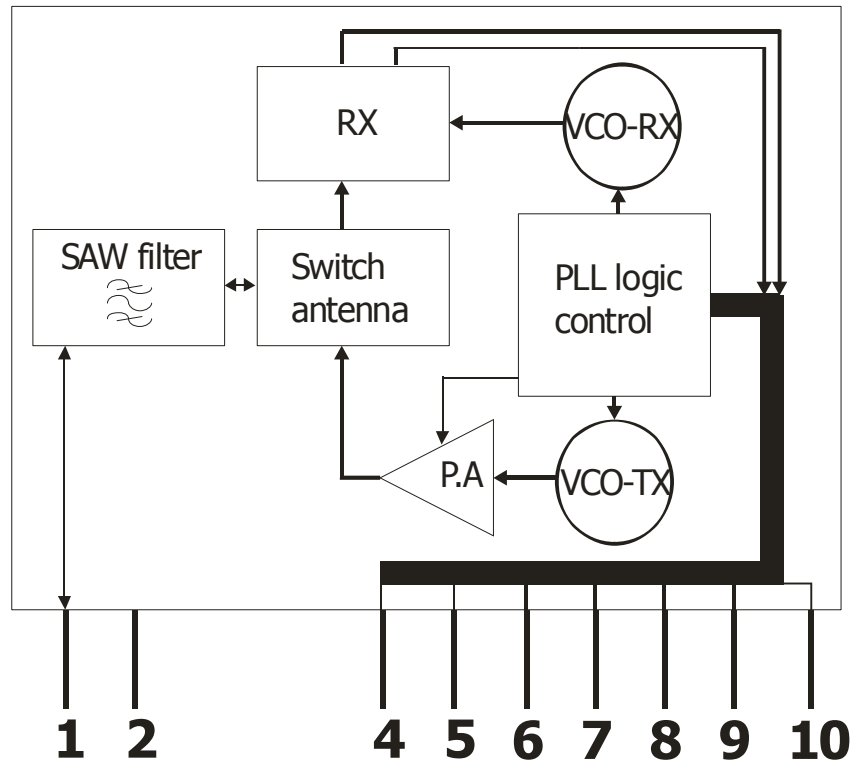 RX
VCO-RX
SAW filter
Switch
antenna
PLL logic
control
P.A
VCO-TX
1 2 4 5 6 7 8 9 10